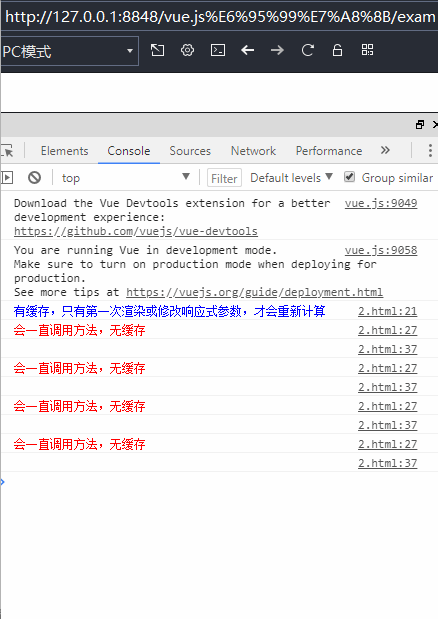 http://127.0.0.1:8848/vue.js%E6%95%99%E7%A8%8B/exam
PC模式
Elements Console Sources Network Performance »
top Filter Default levels Group similar
Download the Vue Devtools extension for a better vue.js:9049
development experience:
https://github.com/vuejs/vue-devtools
You are running Vue in development mode. vue.js:9058
Make sure to turn on production mode when deploying for
production.
See more tips at https://vuejs.org/guide/deployment.html
有缓存，只有第一次渲染或修改响应式参数，才会重新计算 2.html:21
会一直调用方法，无缓存 2.html:27
2.html:37
会一直调用方法，无缓存 2.html:27
2.html:37
会一直调用方法，无缓存 2.html:27
2.html:37
会一直调用方法，无缓存 2.html:27
2.html:37